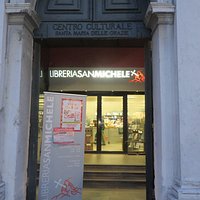 CENTRO CULTURALE
SANTA MARIA DELLE GRAZIE
LIBRERIASANMICHELE
LIBRERIASANMICHELE